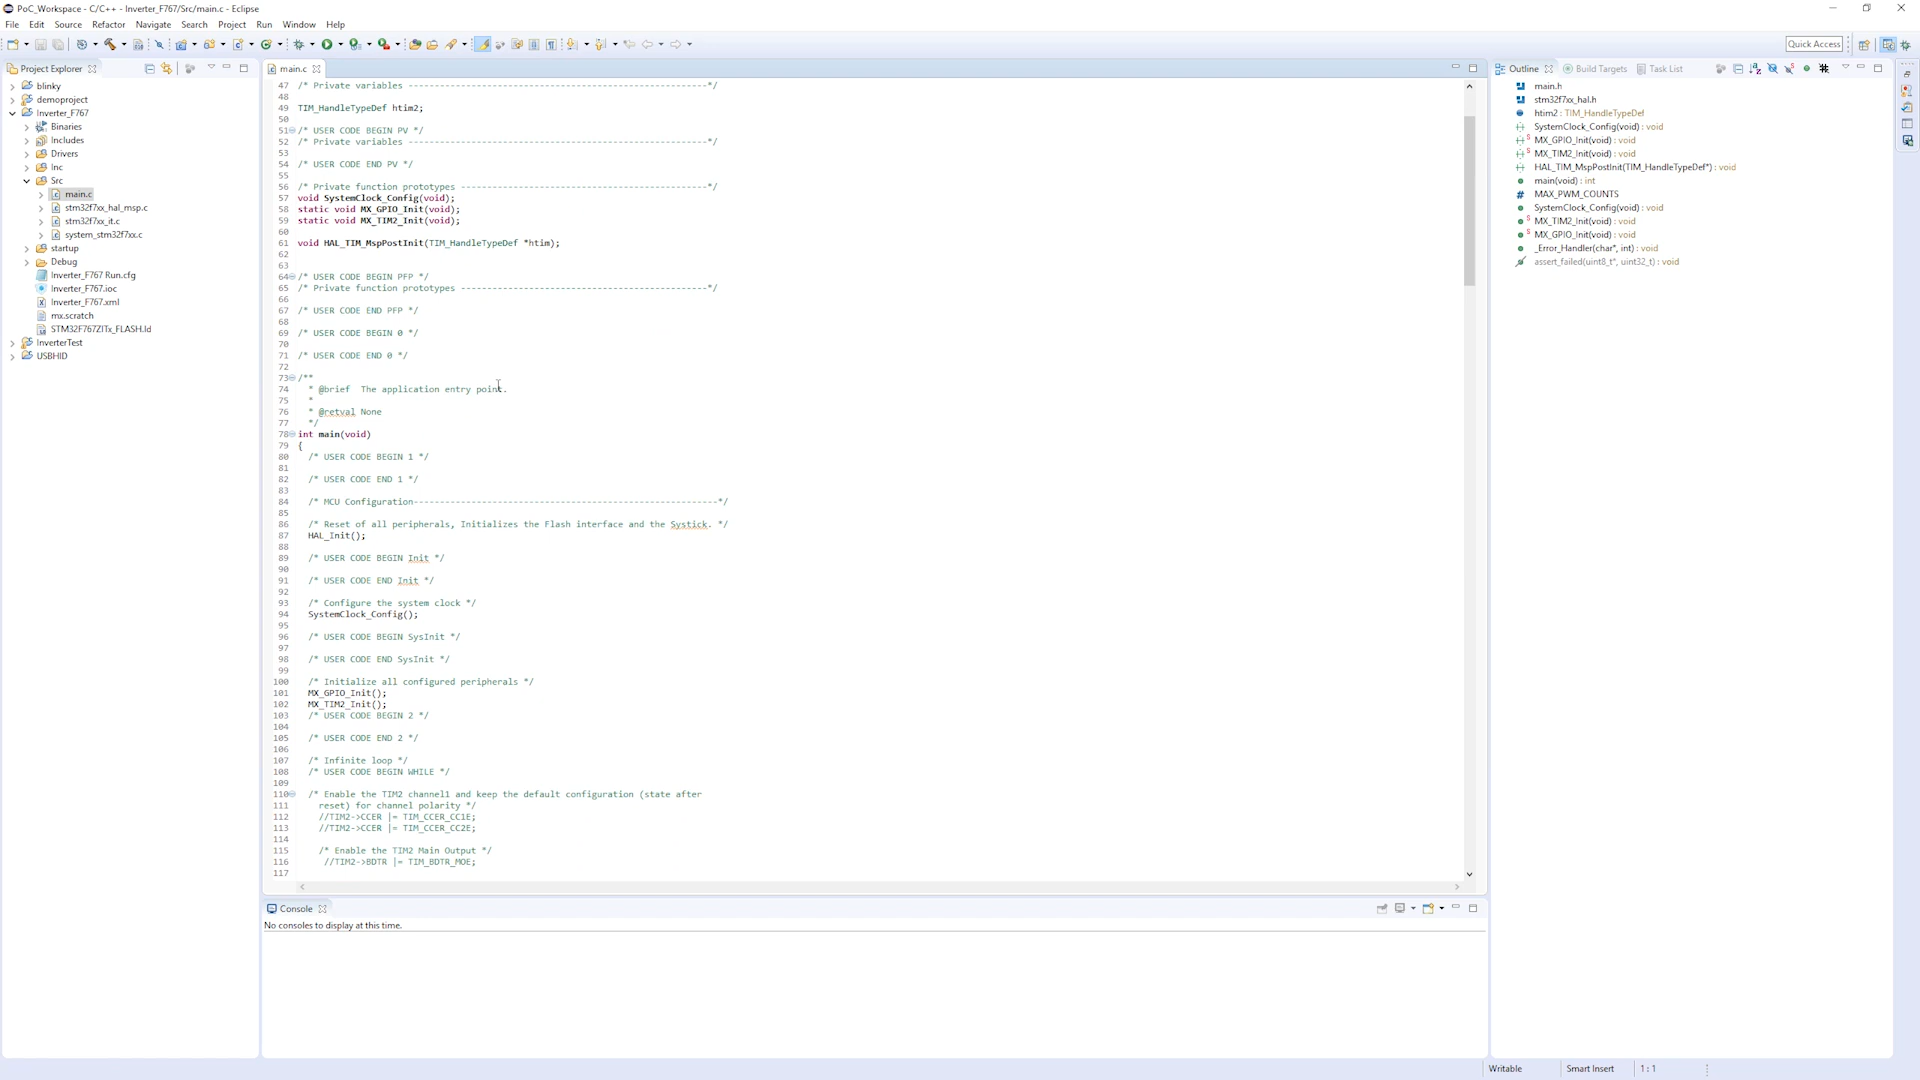 PoC_Workspace - C/C++ - Inverter_F767/Src/main.c - Eclipse
File Edit Source Refactor Navigate Search Project Run Window Help
Quick Access
Project Explorer
blinky
demoproject
Inverter_F767
Binaries
Includes
Drivers
Inc
Src
main.c
stm32f7xx_hal_msp.c
stm32f7xx_it.c
system_stm32f7xx.c
startup
Debug
Inverter_F767 Run.cfg
Inverter_F767.ioc
Inverter_F767.xml
mx.scratch
STM32F767ZITx_FLASH.ld
InverterTest
USBHID
main.c
47 /* Private variables ---------------------------------------------------------*/
48
49 TIM_HandleTypeDef htim2;
50
51 /* USER CODE BEGIN PV */
52 /* Private variables ---------------------------------------------------------*/
53
54 /* USER CODE END PV */
55
56 /* Private function prototypes -----------------------------------------------*/
57 void SystemClock_Config(void);
58 static void MX_GPIO_Init(void);
59 static void MX_TIM2_Init(void);
60
61 void HAL_TIM_MspPostInit(TIM_HandleTypeDef *htim);
62
63
64 /* USER CODE BEGIN PFP */
65 /* Private function prototypes -----------------------------------------------*/
66
67 /* USER CODE END PFP */
68
69 /* USER CODE BEGIN 0 */
70
71 /* USER CODE END 0 */
72
73 /**
74 * @brief The application entry point.
75 *
76 * @retval None
77 */
78 int main(void)
79 {
80 /* USER CODE BEGIN 1 */
81
82 /* USER CODE END 1 */
83
84 /* MCU Configuration----------------------------------------------------------*/
85
86 /* Reset of all peripherals, Initializes the Flash interface and the Systick. */
87 HAL_Init();
88
89 /* USER CODE BEGIN Init */
90
91 /* USER CODE END Init */
92
93 /* Configure the system clock */
94 SystemClock_Config();
95
96 /* USER CODE BEGIN SysInit */
97
98 /* USER CODE END SysInit */
99
100 /* Initialize all configured peripherals */
101 MX_GPIO_Init();
102 MX_TIM2_Init();
103 /* USER CODE BEGIN 2 */
104
105 /* USER CODE END 2 */
106
107 /* Infinite loop */
108 /* USER CODE BEGIN WHILE */
109
110 /* Enable the TIM2 channel1 and keep the default configuration (state after
111 reset) for channel polarity */
112 //TIM2->CCER |= TIM_CCER_CC1E;
113 //TIM2->CCER |= TIM_CCER_CC2E;
114
115 /* Enable the TIM2 Main Output */
116 //TIM2->BDTR |= TIM_BDTR_MOE;
117
Console
No consoles to display at this time.
Outline Build Targets Task List
main.h
stm32f7xx_hal.h
htim2 : TIM_HandleTypeDef
SystemClock_Config(void) : void
MX_GPIO_Init(void) : void
MX_TIM2_Init(void) : void
HAL_TIM_MspPostInit(TIM_HandleTypeDef*) : void
main(void) : int
MAX_PWM_COUNTS
SystemClock_Config(void) : void
MX_TIM2_Init(void) : void
MX_GPIO_Init(void) : void
_Error_Handler(char*, int) : void
assert_failed(uint8_t*, uint32_t) : void
Writable Smart Insert 1 : 1